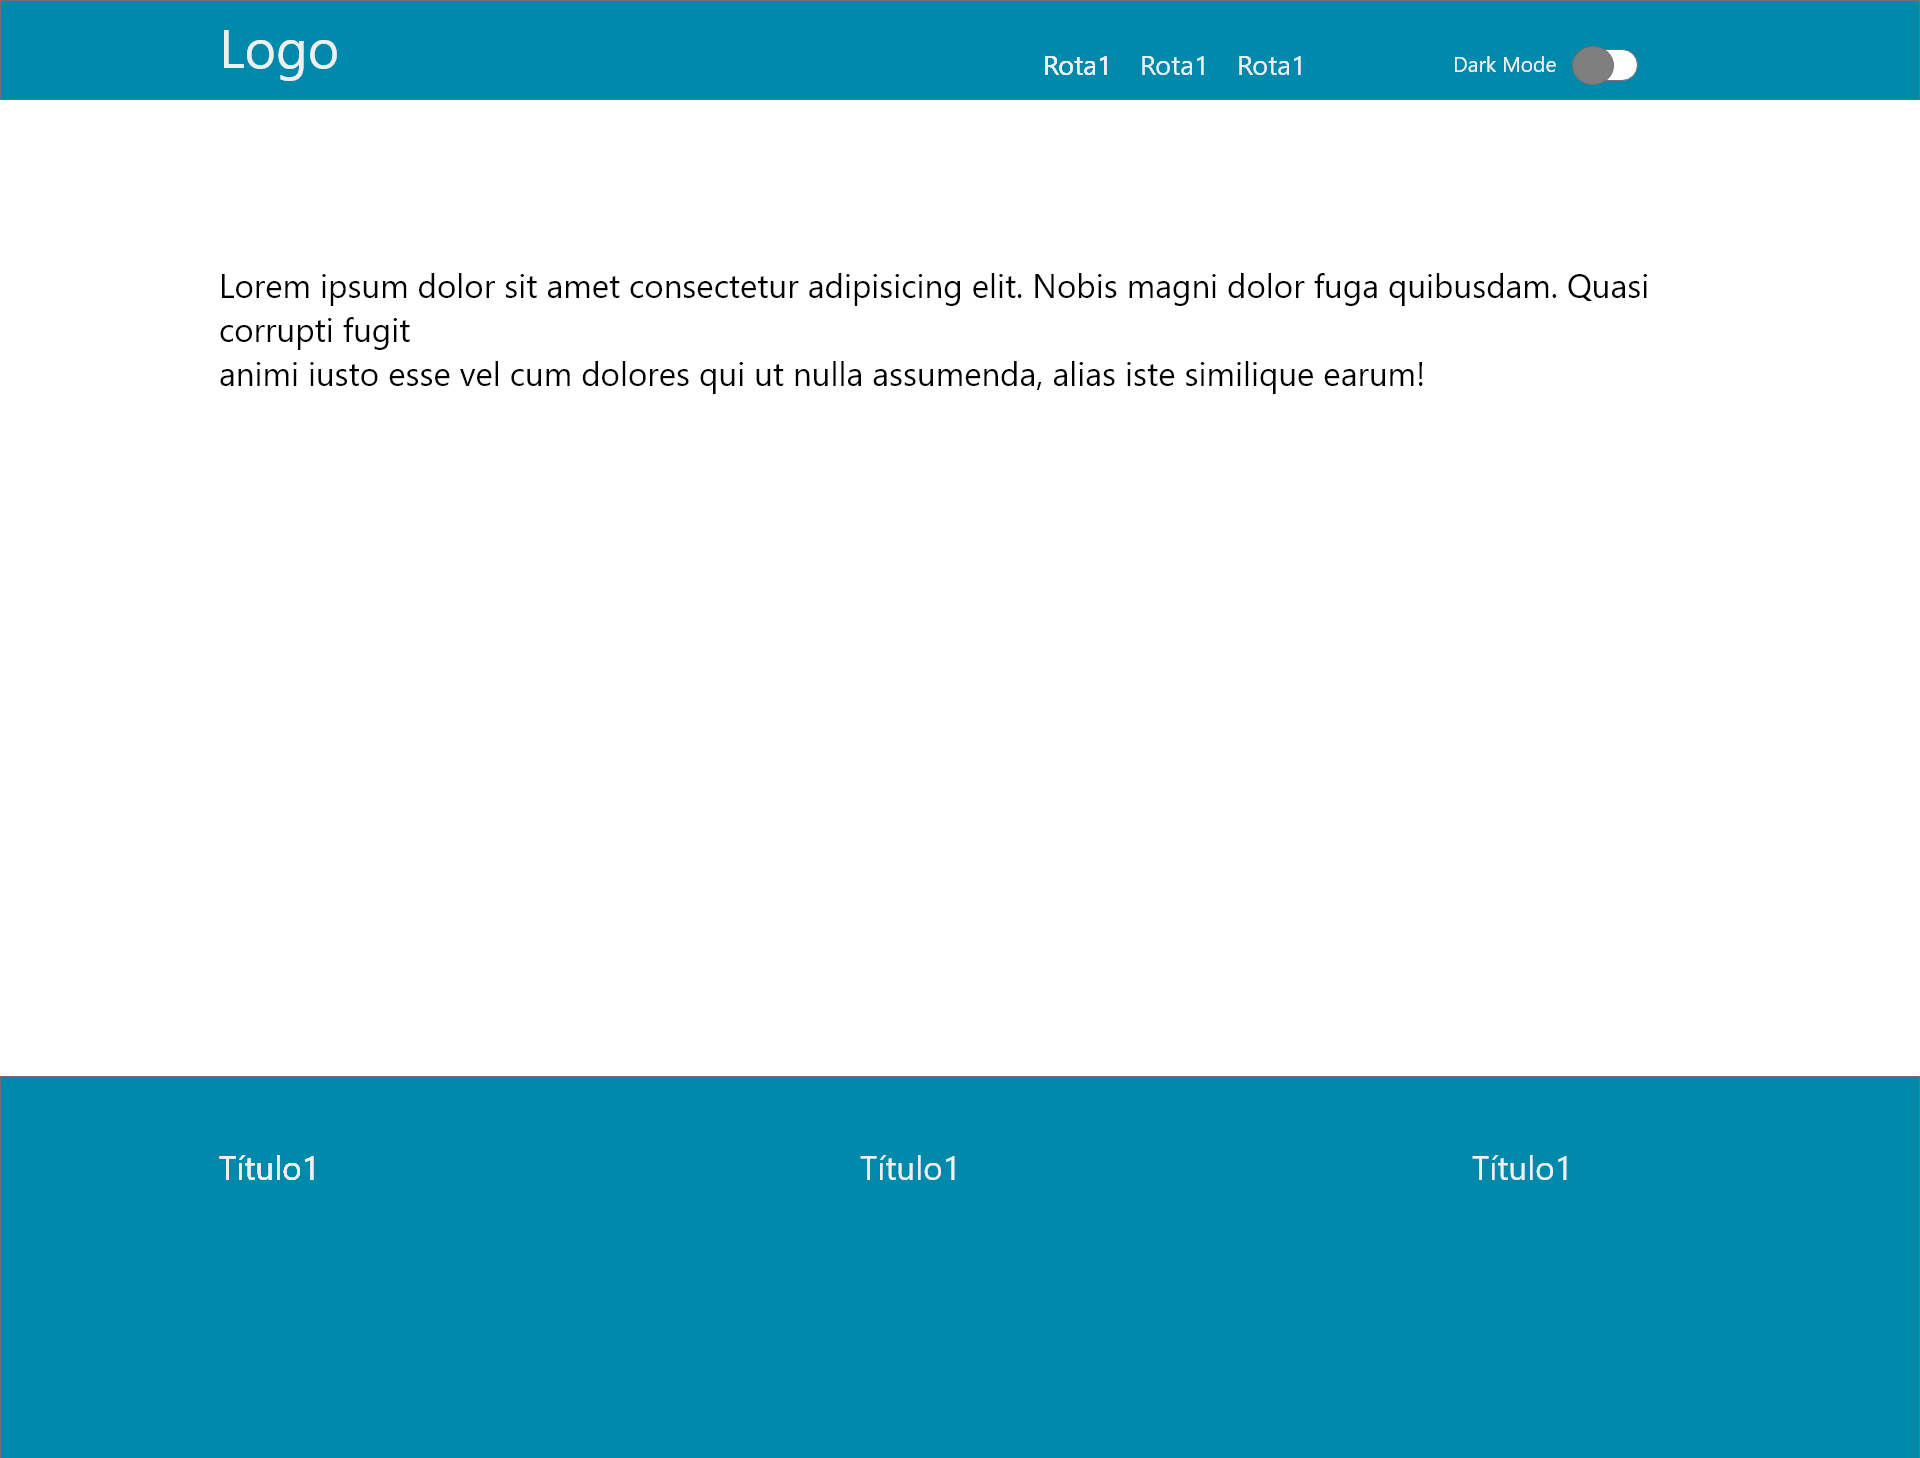 Logo
Rota1 Rota1 Rota1 Dark Mode
Lorem ipsum dolor sit amet consectetur adipisicing elit. Nobis magni dolor fuga quibusdam. Quasi
corrupti fugit
animi iusto esse vel cum dolores qui ut nulla assumenda, alias iste similique earum!
Título1 Título1 Título1